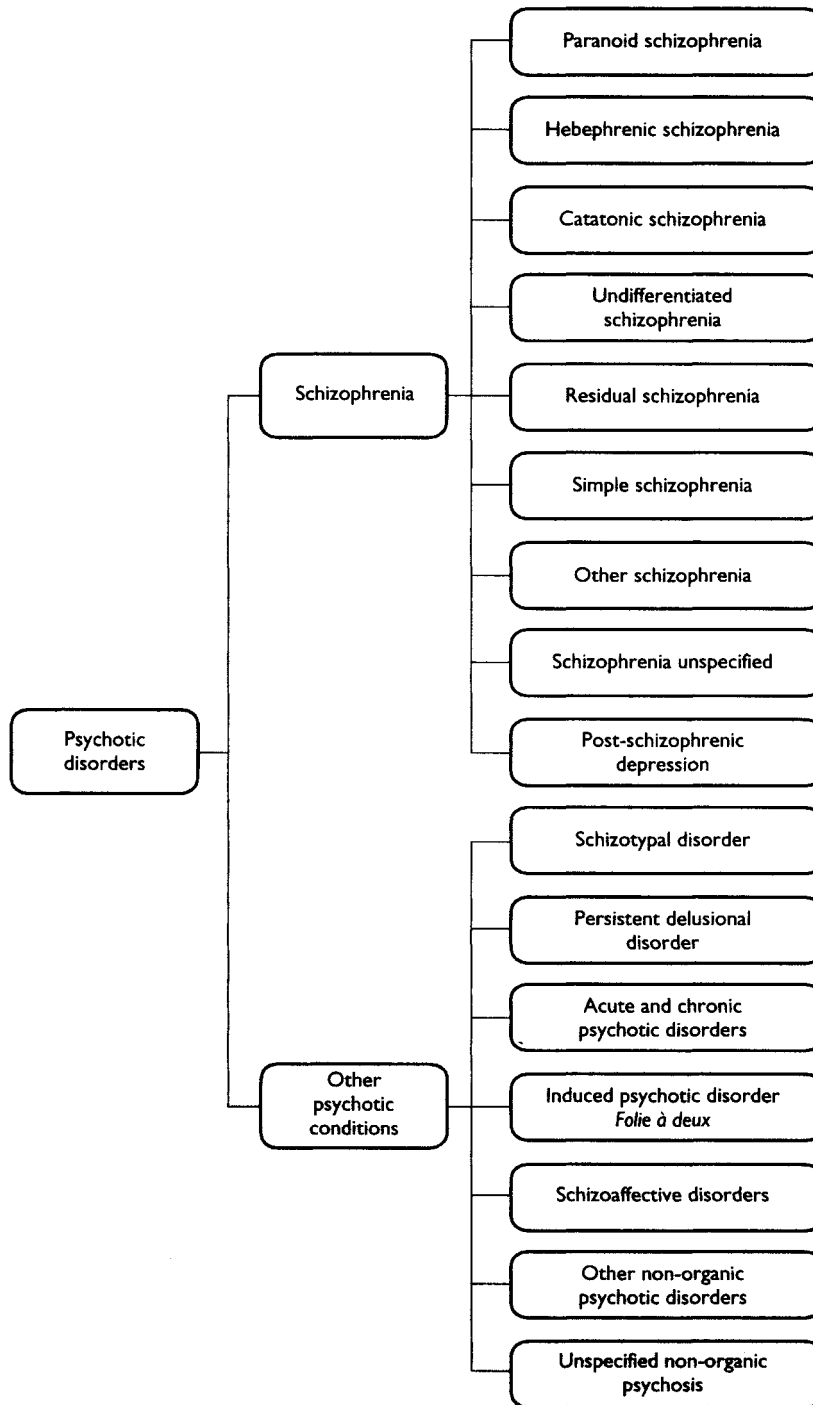 Paranoid schizophrenia
Hebephrenic schizophrenia
Catatonic schizophrenia
Undifferentiated
schizophrenia
Schizophrenia
Residual schizophrenia
Simple schizophrenia
Other schizophrenia
Schizophrenia unspecified
Psychotic
disorders
Post-schizophrenic
depression
Schizotypal disorder
Persistent delusional
disorder
Acute and chronic
psychotic disorders
Other
psychotic
conditions
Induced psychotic disorder
Folie à deux
Schizoaffective disorders
Other non-organic
psychotic disorders
Unspecified non-organic
psychosis